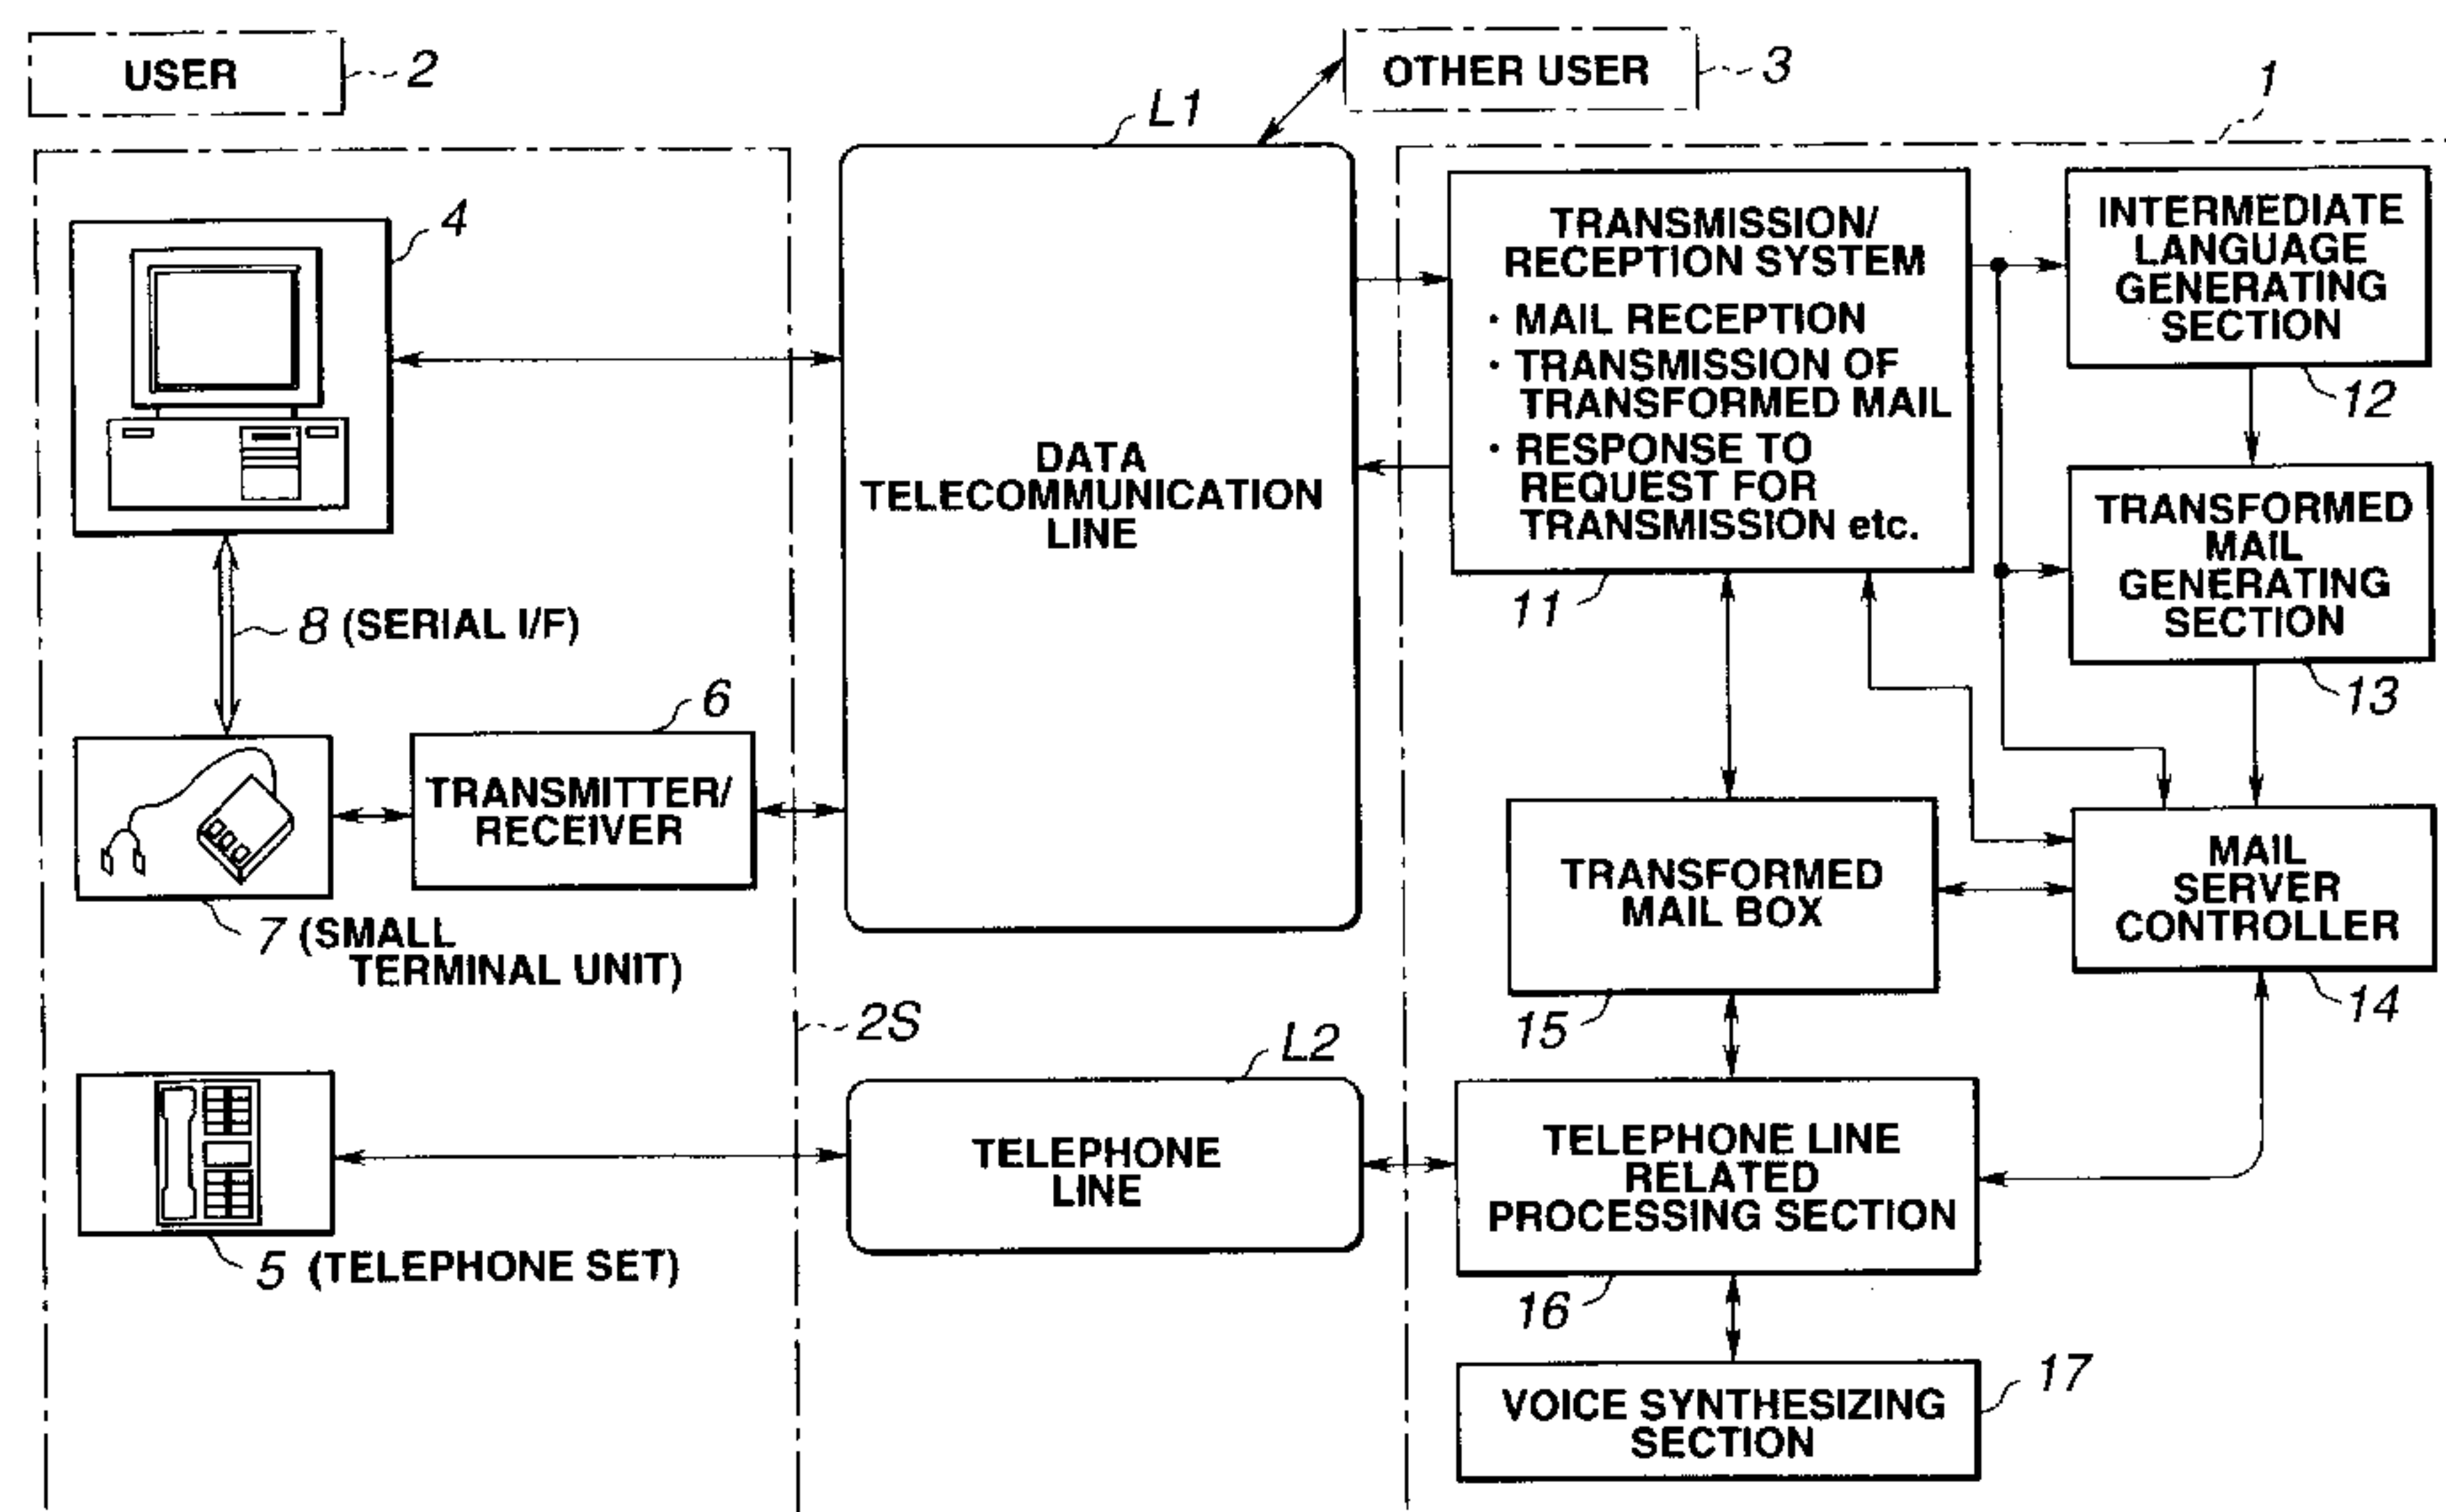 USER
2
OTHER USER
3
1
L1
4
TRANSMISSION/
RECEPTION SYSTEM
· MAIL RECEPTION
· TRANSMISSION OF
TRANSFORMED MAIL
· RESPONSE TO
REQUEST FOR
TRANSMISSION etc.
11
INTERMEDIATE
LANGUAGE
GENERATING
SECTION
12
DATA
TELECOMMUNICATION
LINE
TRANSFORMED
MAIL
GENERATING
SECTION
13
8 (SERIAL I/F)
6
TRANSMITTER/
RECEIVER
7 (SMALL
TERMINAL UNIT)
TRANSFORMED
MAIL BOX
15
MAIL
SERVER
CONTROLLER
14
2S
L2
5 (TELEPHONE SET)
TELEPHONE
LINE
TELEPHONE LINE
RELATED
PROCESSING SECTION
16
VOICE SYNTHESIZING
SECTION
17